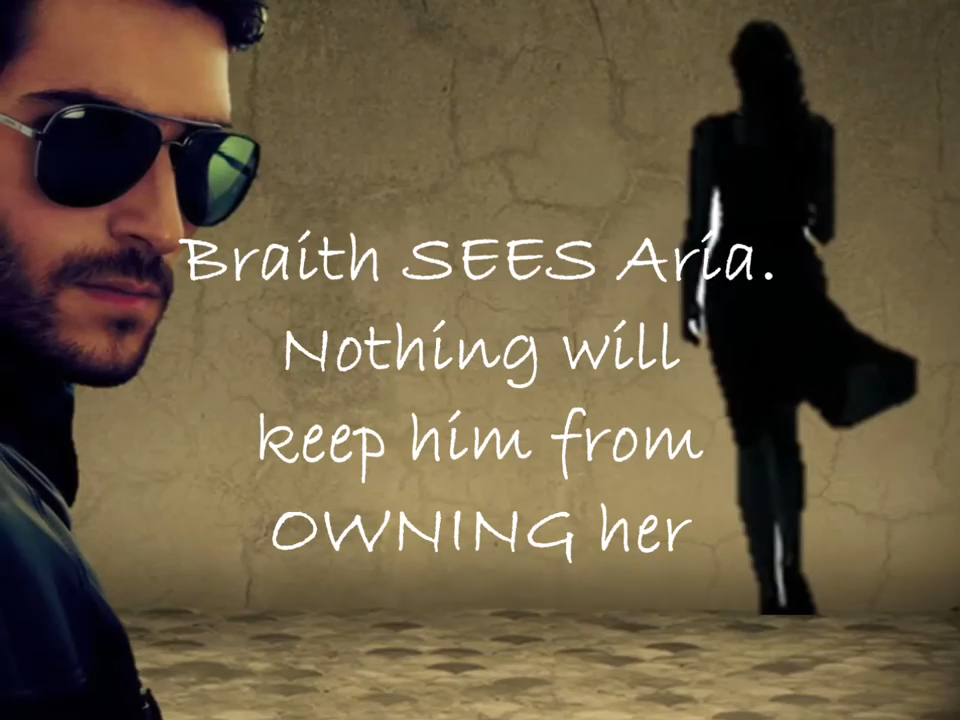 Braith SEES Aria.
Nothing will
keep him from
OWNING her